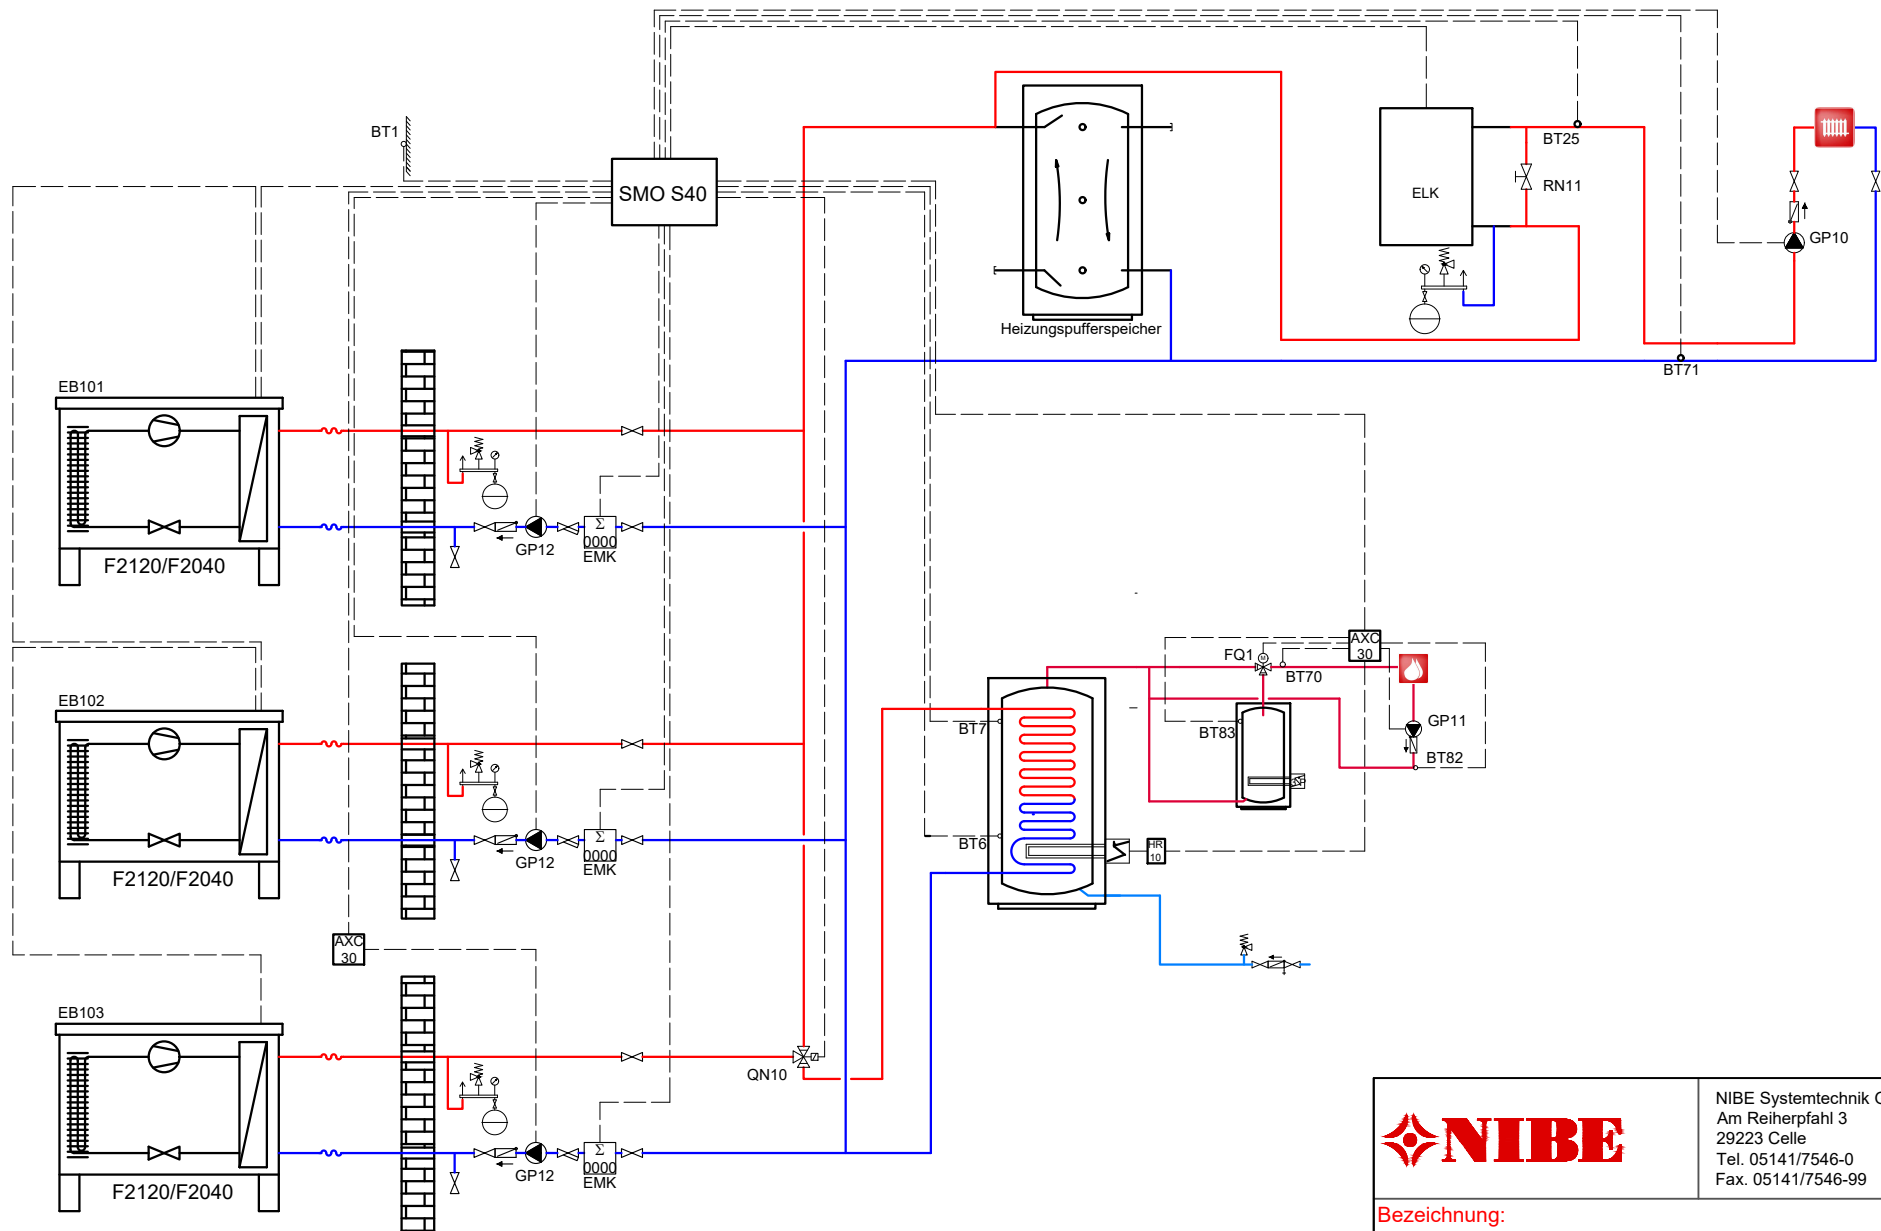 BT1
SMO S40
BT25
RN11
ELK
GP10
Heizungspufferspeicher
BT71
EB101
F2120/F2040
GP12
Σ
0000
EMK
EB102
F2120/F2040
GP12
Σ
0000
EMK
AXC
30
FQ1
M
BT70
BT7
BT83
GP11
BT82
BT6
HR
10
AXC
30
EB103
F2120/F2040
GP12
Σ
0000
EMK
QN10
NIBE
NIBE Systemtechnik
Am Reiherpfahl 3
29223 Celle
Tel. 05141/7546-0
Fax. 05141/7546-99
Bezeichnung: